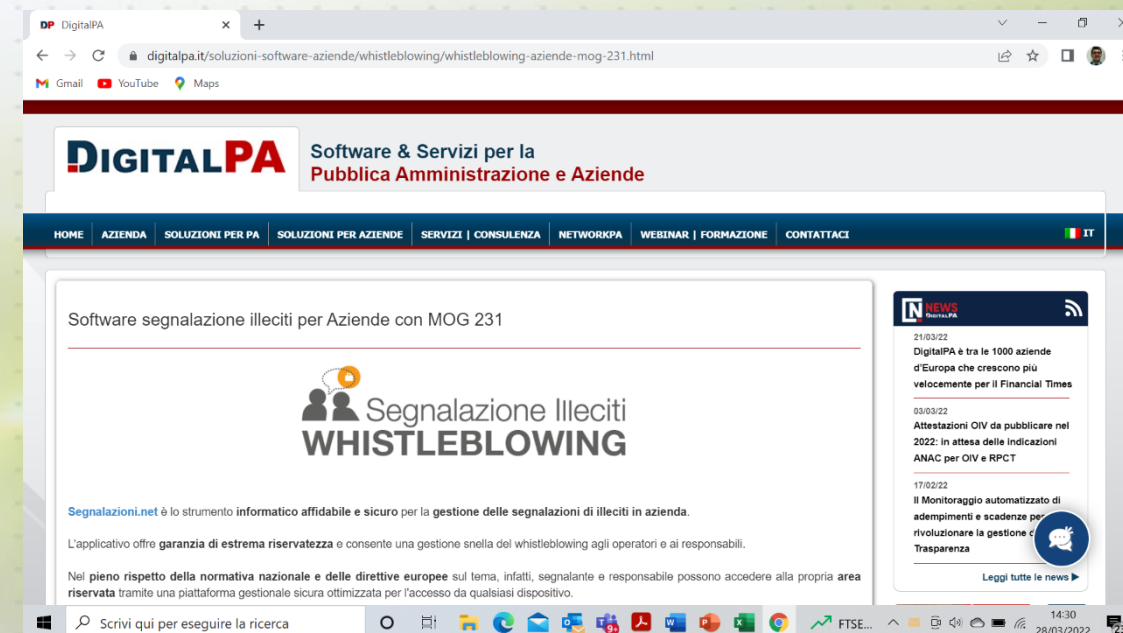 DP DigitalPA
digitalpa.it/soluzioni-software-aziende/whistleblowing/whistleblowing-aziende-mog-231.html
Gmail YouTube Maps
DIGITALPA
Software & Servizi per la
Pubblica Amministrazione e Aziende
HOME AZIENDA SOLUZIONI PER PA SOLUZIONI PER AZIENDE SERVIZI | CONSULENZA NETWORKPA WEBINAR | FORMAZIONE CONTATTACI IT
Software segnalazione illeciti per Aziende con MOG 231
Segnalazione Illeciti
WHISTLEBLOWING
Segnalazioni.net è lo strumento informatico affidabile e sicuro per la gestione delle segnalazioni di illeciti in azienda.
L'applicativo offre garanzia di estrema riservatezza e consente una gestione snella del whistleblowing agli operatori e ai responsabili.
Nel pieno rispetto della normativa nazionale e delle direttive europee sul tema, infatti, segnalante e responsabile possono accedere alla propria area
riservata tramite una piattaforma gestionale sicura ottimizzata per l'accesso da qualsiasi dispositivo.
N NEWS
DIGITALPA
21/03/22
DigitalPA è tra le 1000 aziende
d'Europa che crescono più
velocemente per il Financial Times
03/03/22
Attestazioni OIV da pubblicare nel
2022: in attesa delle indicazioni
ANAC per OIV e RPCT
17/02/22
Il Monitoraggio automatizzato di
adempimenti e scadenze
rivoluzionare la gestione
Trasparenza
Leggi tutte le news
Scrivi qui per eseguire la ricerca
9+
FTSE...
14:30
28/03/2022